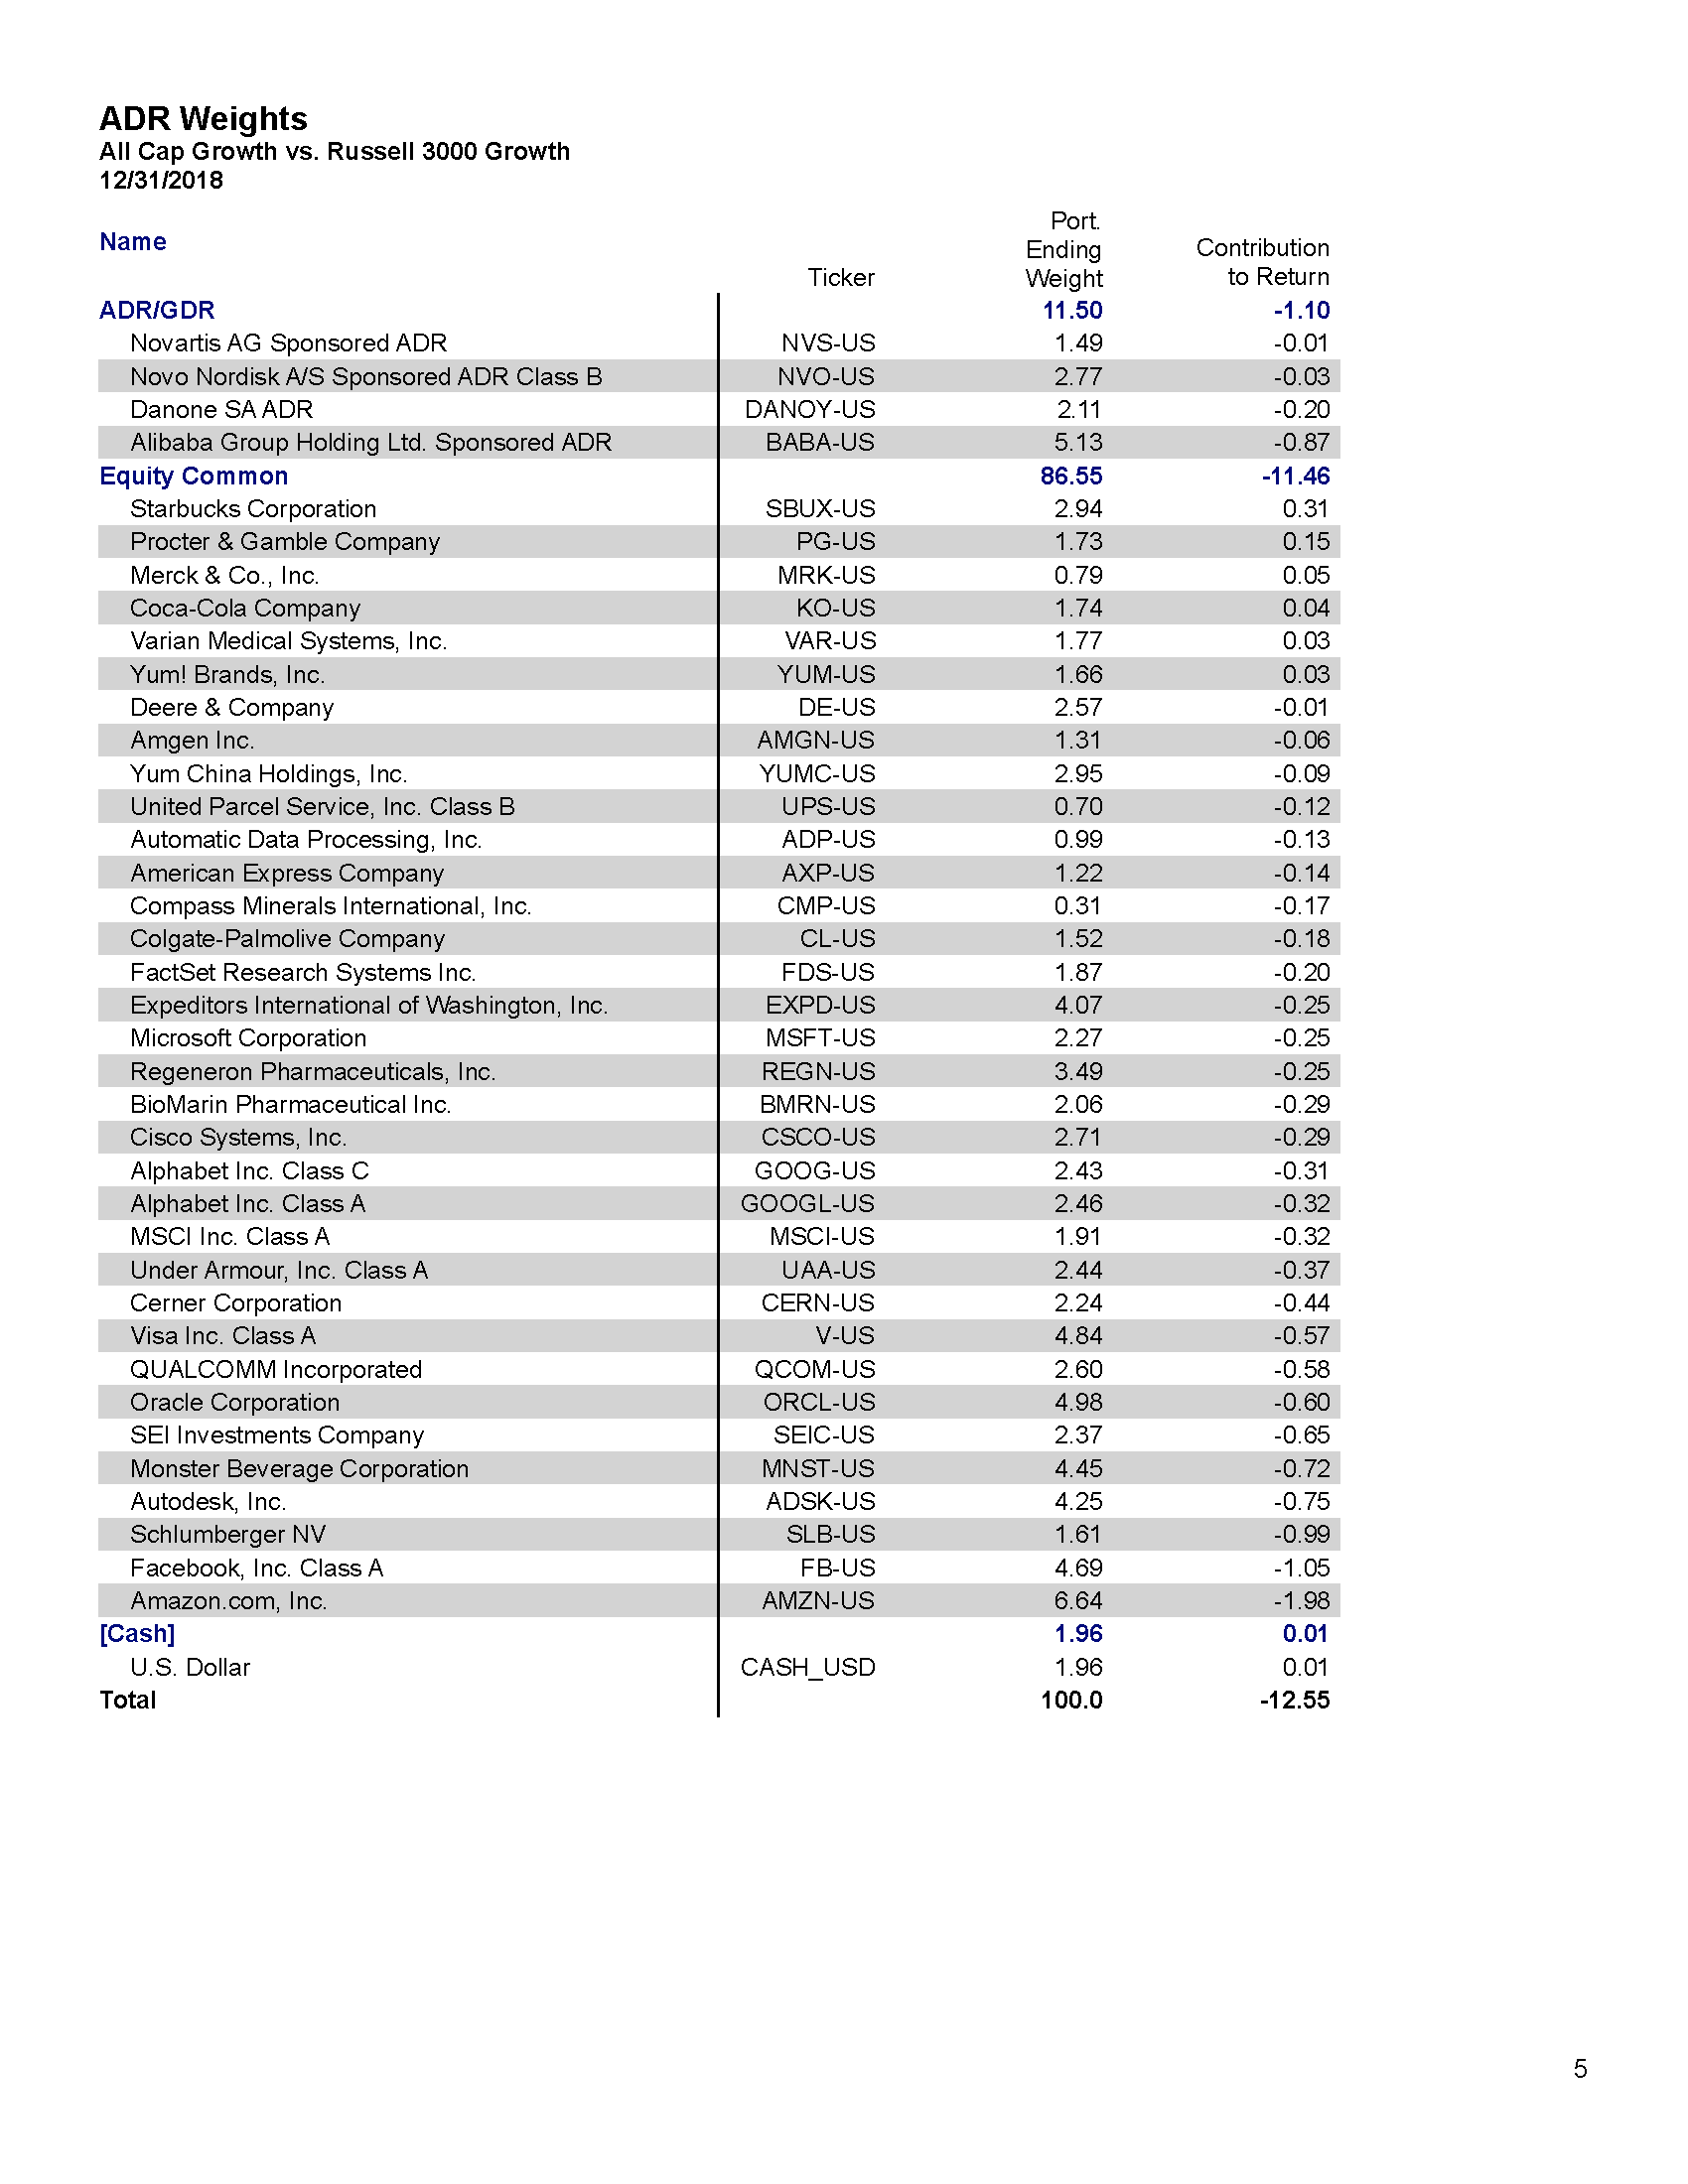 ADR Weights
All Cap Growth vs. Russell 3000 Growth
12/31/2018
Name Ticker Port. Ending Weight Contribution to Return
ADR/GDR 11.50 -1.10
Novartis AG Sponsored ADR NVS-US 1.49 -0.01
Novo Nordisk A/S Sponsored ADR Class B NVO-US 2.77 -0.03
Danone SA ADR DANOY-US 2.11 -0.20
Alibaba Group Holding Ltd. Sponsored ADR BABA-US 5.13 -0.87
Equity Common 86.55 -11.46
Starbucks Corporation SBUX-US 2.94 0.31
Procter & Gamble Company PG-US 1.73 0.15
Merck & Co., Inc. MRK-US 0.79 0.05
Coca-Cola Company KO-US 1.74 0.04
Varian Medical Systems, Inc. VAR-US 1.77 0.03
Yum! Brands, Inc. YUM-US 1.66 0.03
Deere & Company DE-US 2.57 -0.01
Amgen Inc. AMGN-US 1.31 -0.06
Yum China Holdings, Inc. YUMC-US 2.95 -0.09
United Parcel Service, Inc. Class B UPS-US 0.70 -0.12
Automatic Data Processing, Inc. ADP-US 0.99 -0.13
American Express Company AXP-US 1.22 -0.14
Compass Minerals International, Inc. CMP-US 0.31 -0.17
Colgate-Palmolive Company CL-US 1.52 -0.18
FactSet Research Systems Inc. FDS-US 1.87 -0.20
Expeditors International of Washington, Inc. EXPD-US 4.07 -0.25
Microsoft Corporation MSFT-US 2.27 -0.25
Regeneron Pharmaceuticals, Inc. REGN-US 3.49 -0.25
BioMarin Pharmaceutical Inc. BMRN-US 2.06 -0.29
Cisco Systems, Inc. CSCO-US 2.71 -0.29
Alphabet Inc. Class C GOOG-US 2.43 -0.31
Alphabet Inc. Class A GOOGL-US 2.46 -0.32
MSCI Inc. Class A MSCI-US 1.91 -0.32
Under Armour, Inc. Class A UAA-US 2.44 -0.37
Cerner Corporation CERN-US 2.24 -0.44
Visa Inc. Class A V-US 4.84 -0.57
QUALCOMM Incorporated QCOM-US 2.60 -0.58
Oracle Corporation ORCL-US 4.98 -0.60
SEI Investments Company SEIC-US 2.37 -0.65
Monster Beverage Corporation MNST-US 4.45 -0.72
Autodesk, Inc. ADSK-US 4.25 -0.75
Schlumberger NV SLB-US 1.61 -0.99
Facebook, Inc. Class A FB-US 4.69 -1.05
Amazon.com, Inc. AMZN-US 6.64 -1.98
[Cash] 1.96 0.01
U.S. Dollar CASH_USD 1.96 0.01
Total 100.0 -12.55
5